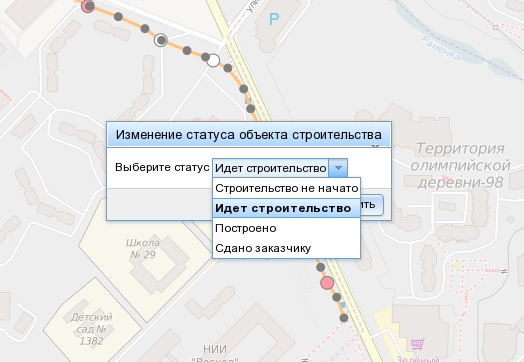 P
Раменка
Изменение статуса объекта строительства
Выберите статус Идет строительство
Строительство не начато
Идет строительство
Построено
Сдано заказчику
Территория
олимпийской
деревни-98
Школа
№ 29
Детский
сад №
1382
НИИ
"Восход"